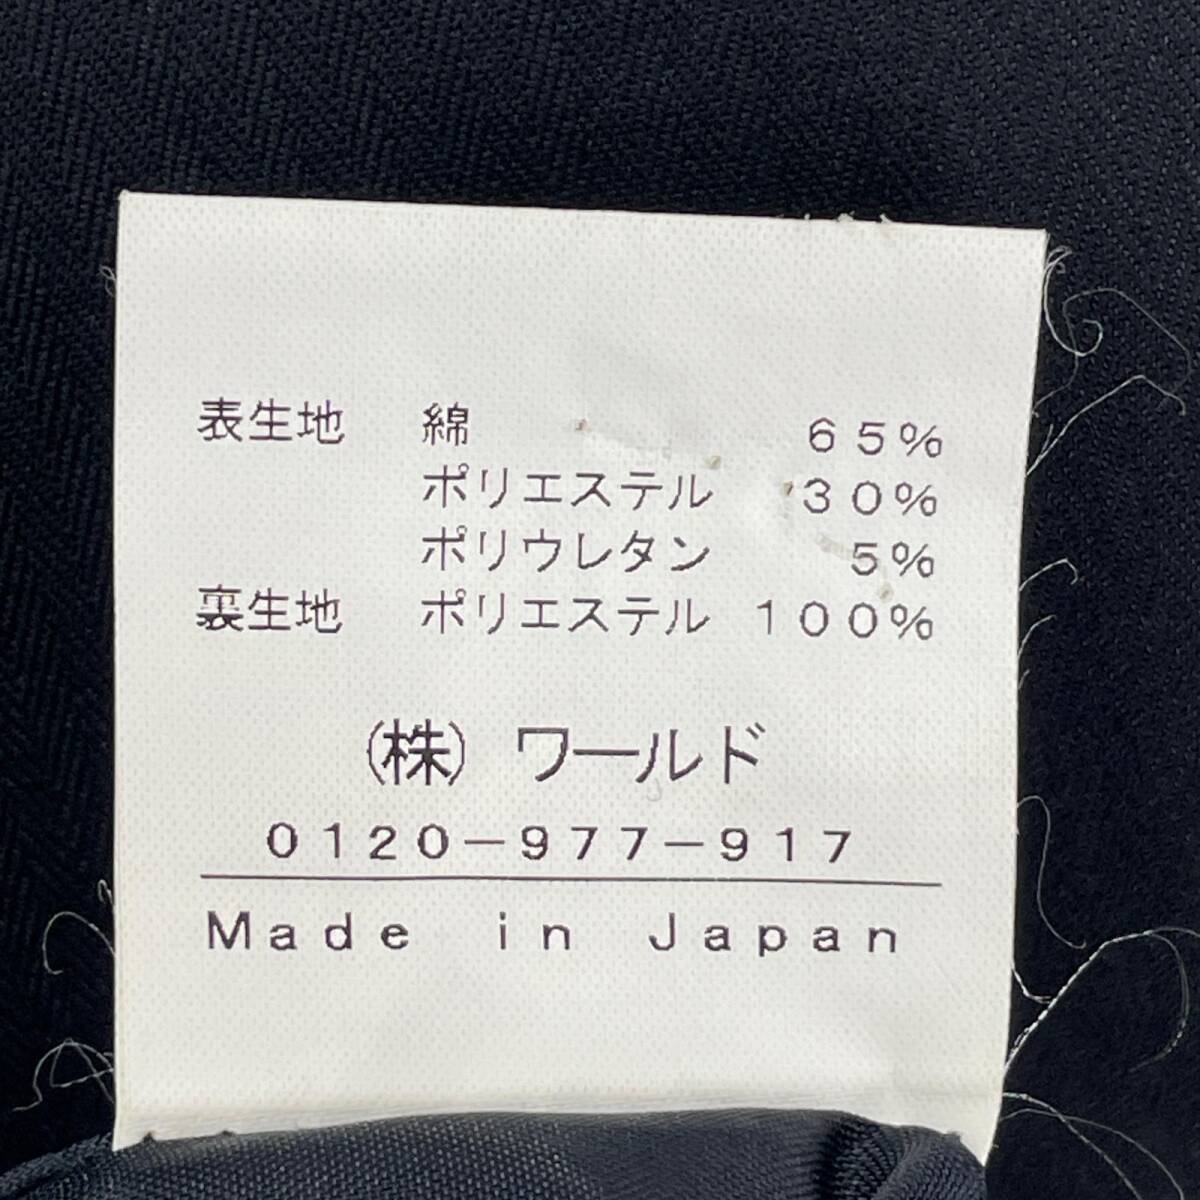 表生地 綿 65%
ポリエステル 30%
ポリウレタン 5%
裏生地 ポリエステル 100%
(株) ワールド
0120-977-917
Made in Japan